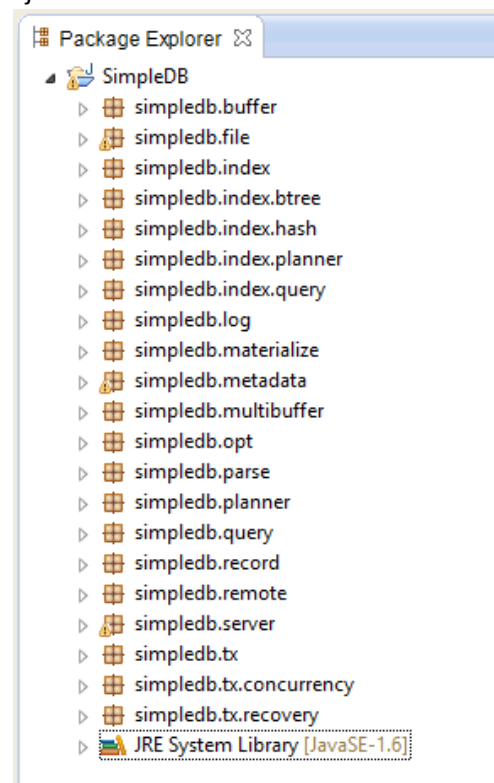 Package Explorer
SimpleDB
simpledb.buffer
simpledb.file
simpledb.index
simpledb.index.btree
simpledb.index.hash
simpledb.index.planner
simpledb.index.query
simpledb.log
simpledb.materialize
simpledb.metadata
simpledb.multibuffer
simpledb.opt
simpledb.parse
simpledb.planner
simpledb.query
simpledb.record
simpledb.remote
simpledb.server
simpledb.tx
simpledb.tx.concurrency
simpledb.tx.recovery
JRE System Library [JavaSE-1.6]